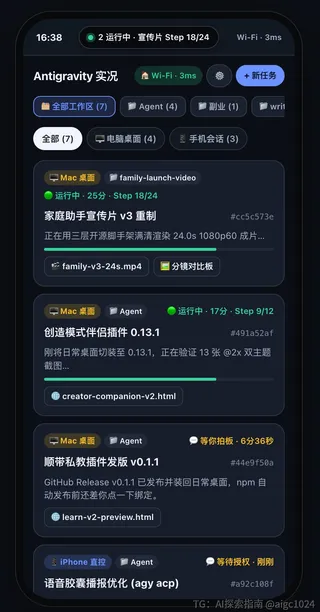 16:38
2 运行中 · 宣传片 Step 18/24
Wi-Fi · 3ms
Antigravity 实况
Wi-Fi · 3ms
+ 新任务
全部工作区 (7)
Agent (4)
副业 (1)
writ
全部 (7)
电脑桌面 (4)
手机会话 (3)
Mac 桌面
family-launch-video
运行中 · 25分 · Step 18/24
家庭助手宣传片 v3 重制
#cc5c573e
正在用三层开源脚手架满清渲染 24.0s 1080p60 成片...
family-v3-24s.mp4
分镜对比板
Mac 桌面
Agent
运行中 · 17分 · Step 9/12
创造模式伴侣插件 0.13.1
#491a52af
刚将日常桌面切装至 0.13.1，正在验证 13 张 @2x 双主题
截图...
creator-companion-v2.html
Mac 桌面
Agent
等你拍板 · 6分36秒
顺带私教插件发版 v0.1.1
#44e9f50a
GitHub Release v0.1.1 已发布并装回日常桌面，npm 自
动发布前还差你点一下绑定。
learn-v2-preview.html
iPhone 直控
Agent
等待授权 · 刚刚
语音胶囊播报优化 (agy acp)
#a92c108f
TG：AI探索指南 @aigc1024